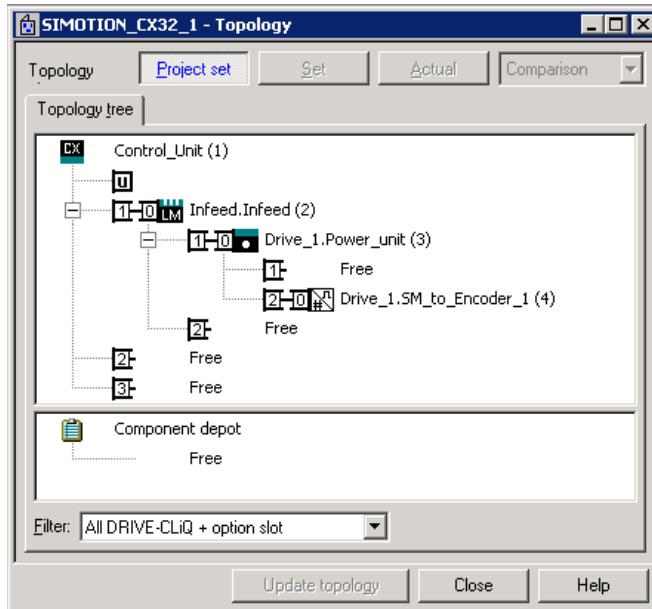 SIMOTION_CX32_1 - Topology
Topology Project set Set Actual Comparison
Topology tree
CX Control_Unit (1)
u
1 0 LM Infeed.Infeed (2)
1 0 Drive_1.Power_unit (3)
1 Free
2 0 # Drive_1.SM_to_Encoder_1 (4)
2 Free
2 Free
3 Free
Component depot
Free
Filter: All DRIVE-CLiQ + option slot
Update topology Close Help